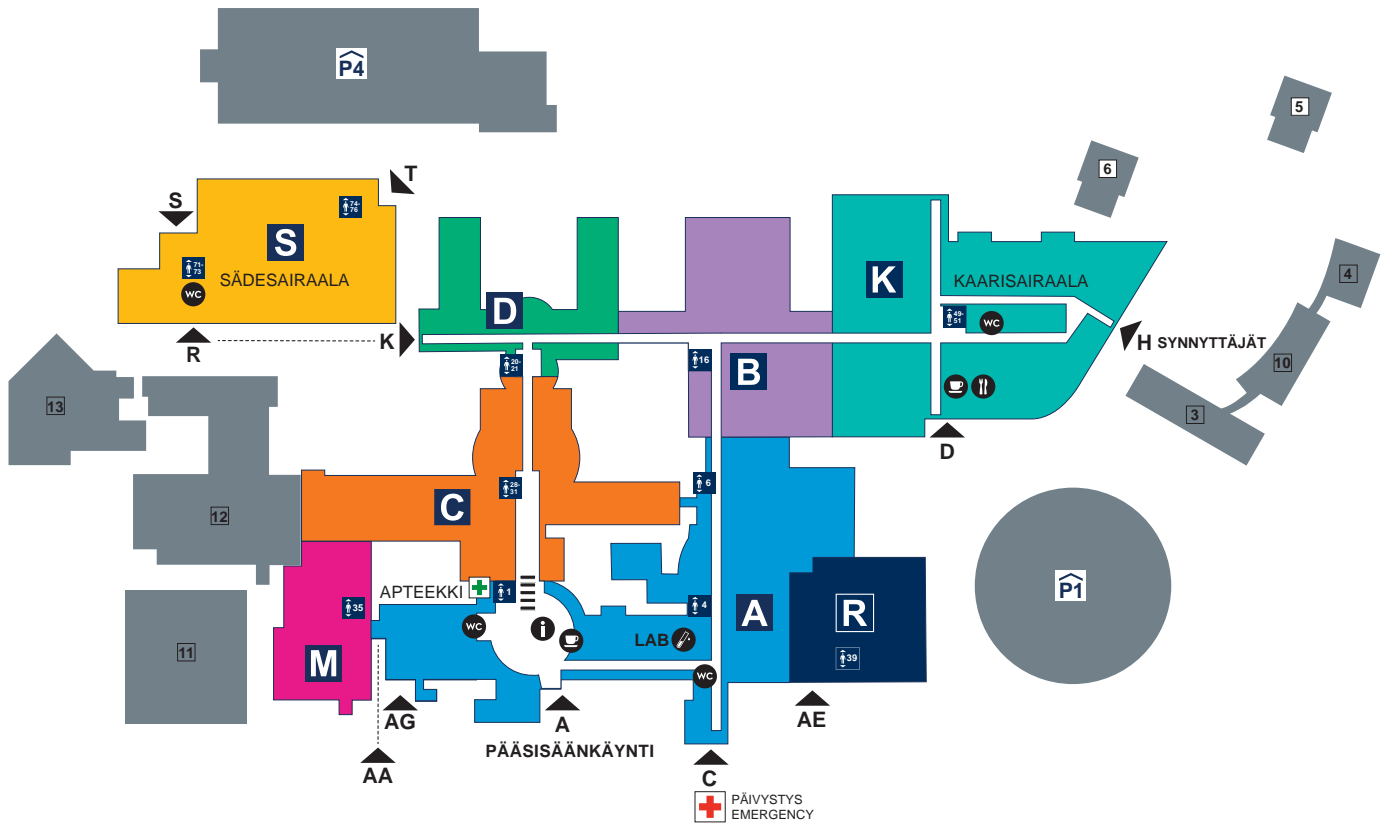 P4
5
6
T
S
74-
76
S
71-
73
SÄDESAIRAALA
WC
R
K
D
20-
21
16
B
K
KAARISAIRAALA
49-
51
WC
H SYNNYTTÄJÄT
4
10
3
D
13
12
11
C
28-
31
6
APTEEKKI
1
35
M
WC
i
LAB
4
A
R
39
WC
P1
AG
A
AE
PÄÄSISÄÄNKÄYNTI
AA
C
PÄIVYSTYS
EMERGENCY